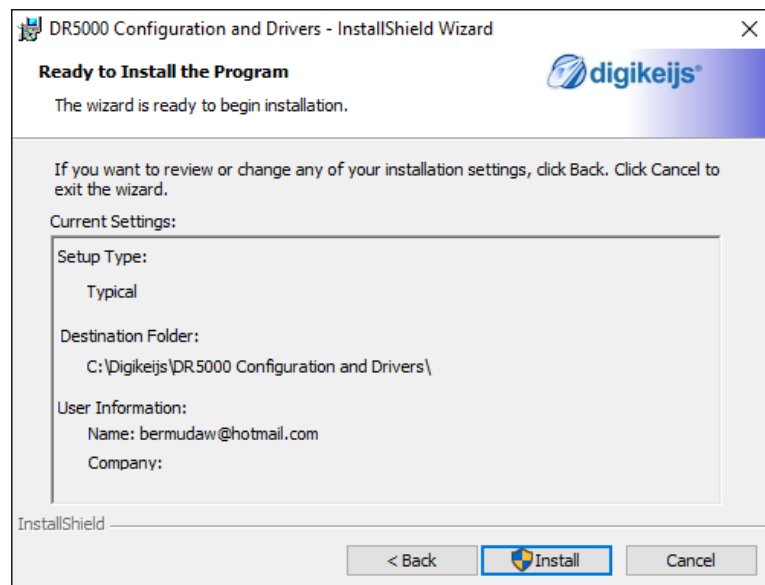 DR5000 Configuration and Drivers - InstallShield Wizard
Ready to Install the Program
digikeijs®
The wizard is ready to begin installation.
If you want to review or change any of your installation settings, click Back. Click Cancel to
exit the wizard.
Current Settings:
Setup Type:
Typical
Destination Folder:
C:\Digikeijs\DR5000 Configuration and Drivers\
User Information:
Name: bermudaw@hotmail.com
Company:
InstallShield
< Back
Install
Cancel